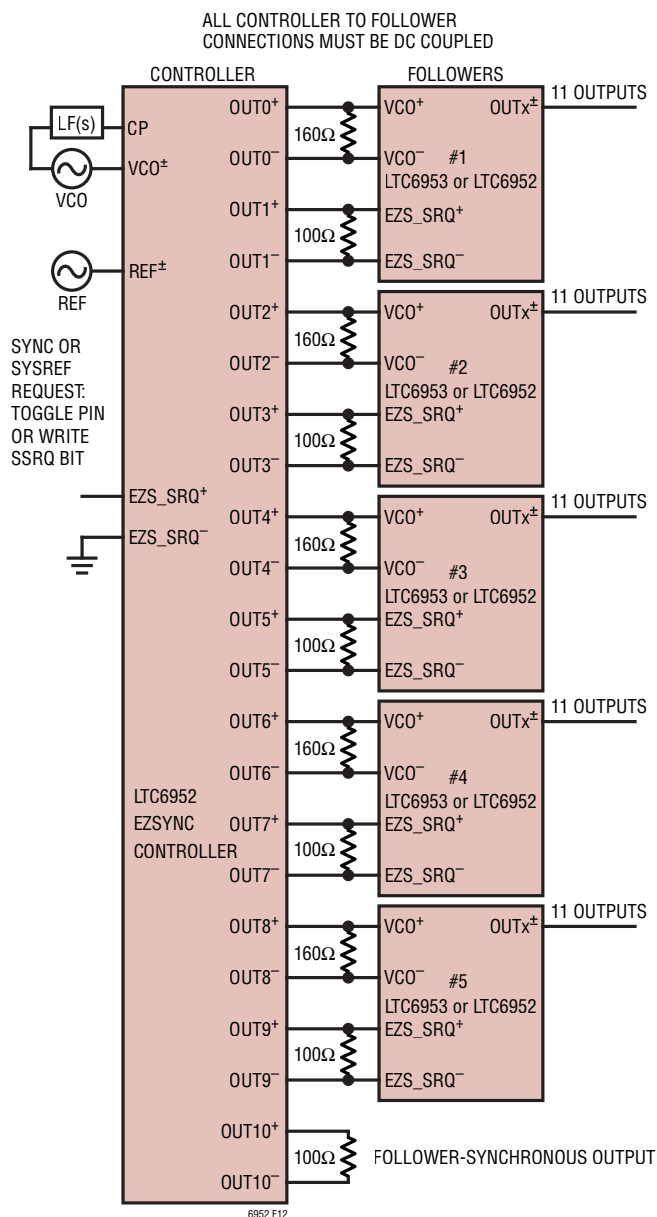 ALL CONTROLLER TO FOLLOWER
CONNECTIONS MUST BE DC COUPLED
CONTROLLER
FOLLOWERS
LF(s)
CP
VCO±
VCO
REF±
REF
SYNC OR
SYSREF
REQUEST:
TOGGLE PIN
OR WRITE
SSRQ BIT
EZS_SRQ⁺
EZS_SRQ⁻
LTC6952
EZSYNC
CONTROLLER
OUT0⁺
160Ω
OUT0⁻
OUT1⁺
100Ω
OUT1⁻
VCO⁺
OUTx±
11 OUTPUTS
VCO⁻
#1
LTC6953 or LTC6952
EZS_SRQ⁺
EZS_SRQ⁻
OUT2⁺
160Ω
OUT2⁻
OUT3⁺
100Ω
OUT3⁻
VCO⁺
OUTx±
11 OUTPUTS
VCO⁻
#2
LTC6953 or LTC6952
EZS_SRQ⁺
EZS_SRQ⁻
OUT4⁺
160Ω
OUT4⁻
OUT5⁺
100Ω
OUT5⁻
VCO⁺
OUTx±
11 OUTPUTS
VCO⁻
#3
LTC6953 or LTC6952
EZS_SRQ⁺
EZS_SRQ⁻
OUT6⁺
160Ω
OUT6⁻
OUT7⁺
100Ω
OUT7⁻
VCO⁺
OUTx±
11 OUTPUTS
VCO⁻
#4
LTC6953 or LTC6952
EZS_SRQ⁺
EZS_SRQ⁻
OUT8⁺
160Ω
OUT8⁻
OUT9⁺
100Ω
OUT9⁻
VCO⁺
OUTx±
11 OUTPUTS
VCO⁻
#5
LTC6953 or LTC6952
EZS_SRQ⁺
EZS_SRQ⁻
OUT10⁺
100Ω
FOLLOWER-SYNCHRONOUS OUTPUT
OUT10⁻
6952 F12